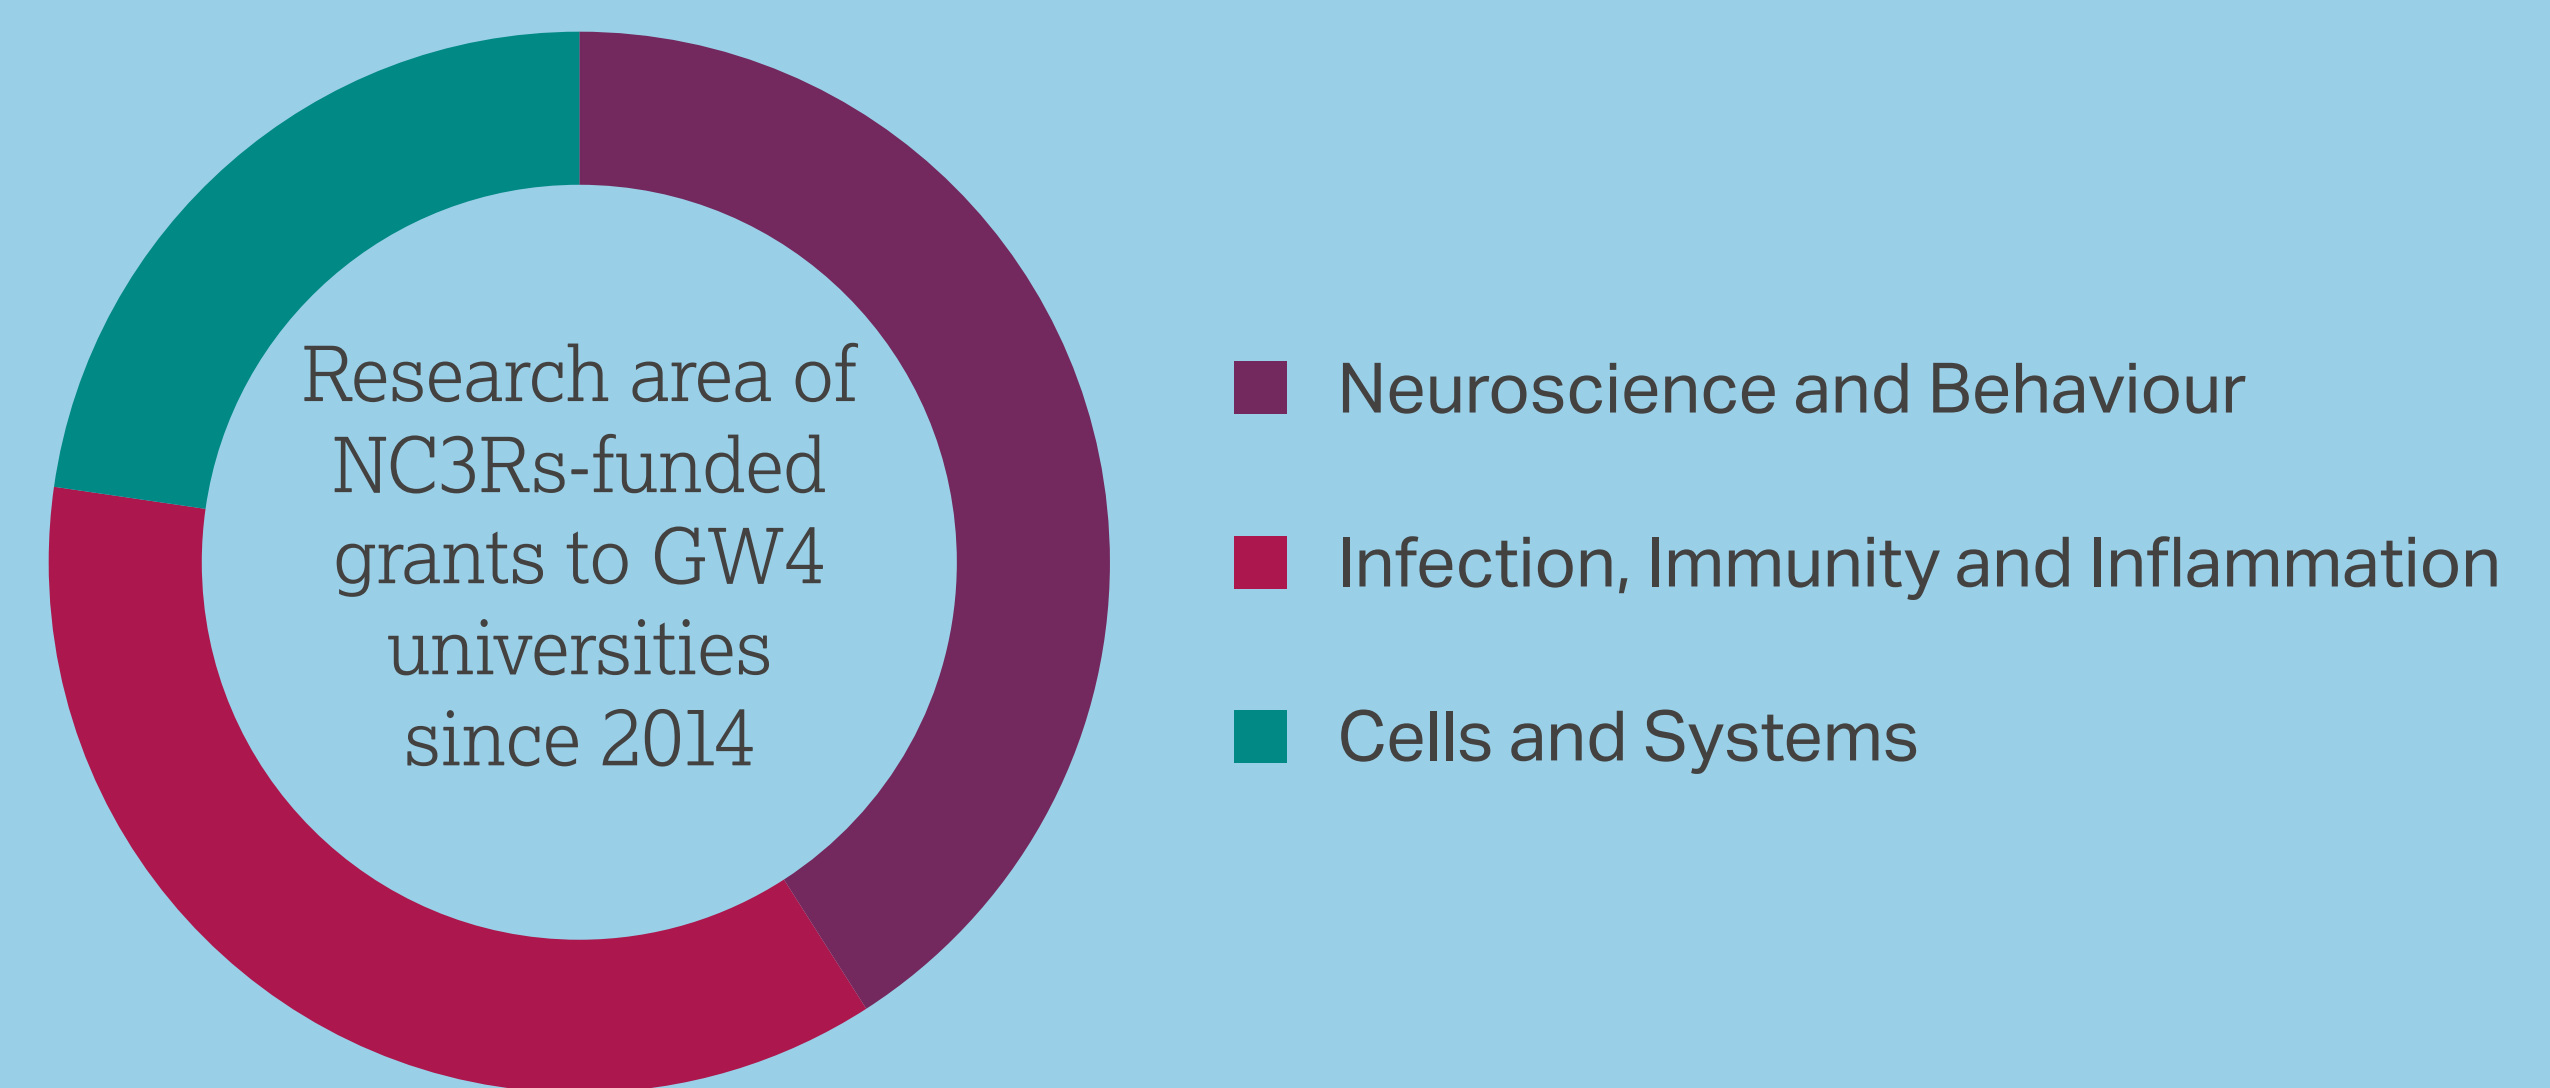 Research area of
NC3Rs-funded
grants to GW4
universities
since 2014
Neuroscience and Behaviour
Infection, Immunity and Inflammation
Cells and Systems